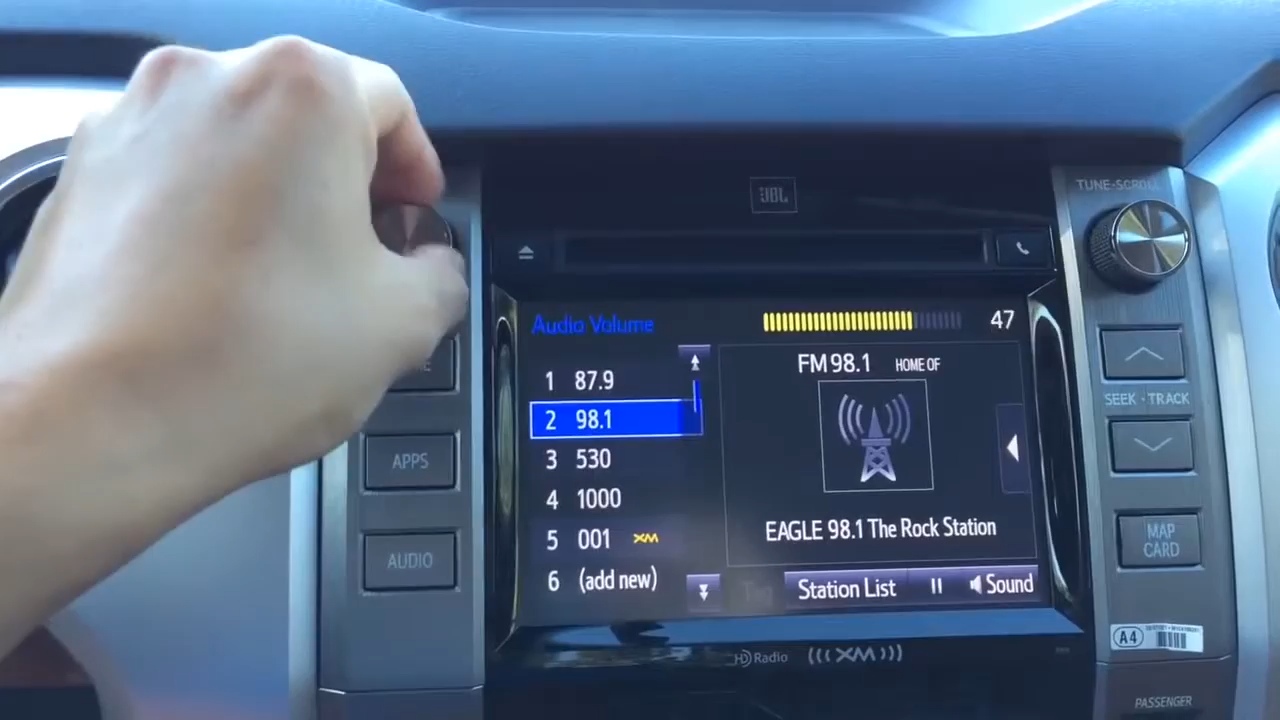 TUNE-SCROLL
JBL
Audio Volume
47
1 87.9
2 98.1
3 530
4 1000
5 001 XM
6 (add new)
FM 98.1 HOME OF
EAGLE 98.1 The Rock Station
Tag
Station List
Sound
APPS
AUDIO
SEEK • TRACK
MAP
CARD
A4
HD Radio
(((XM)))
PASSENGER